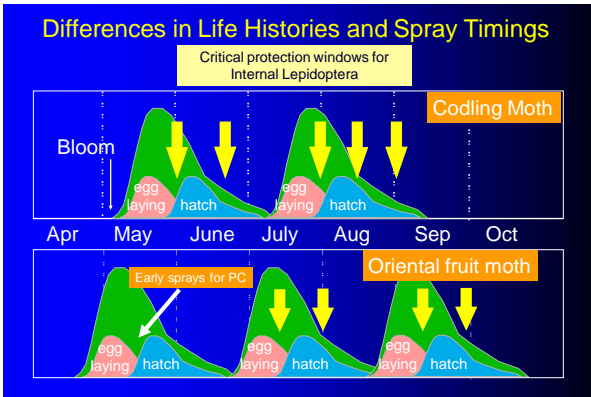 Differences in Life Histories and Spray Timings
Critical protection windows for
Internal Lepidoptera
Codling Moth
Bloom
egg
laying
hatch
egg
laying
hatch
Apr May June July Aug Sep Oct
Oriental fruit moth
Early sprays for PC
egg
laying
hatch
egg
laying
hatch
egg
laying
hatch